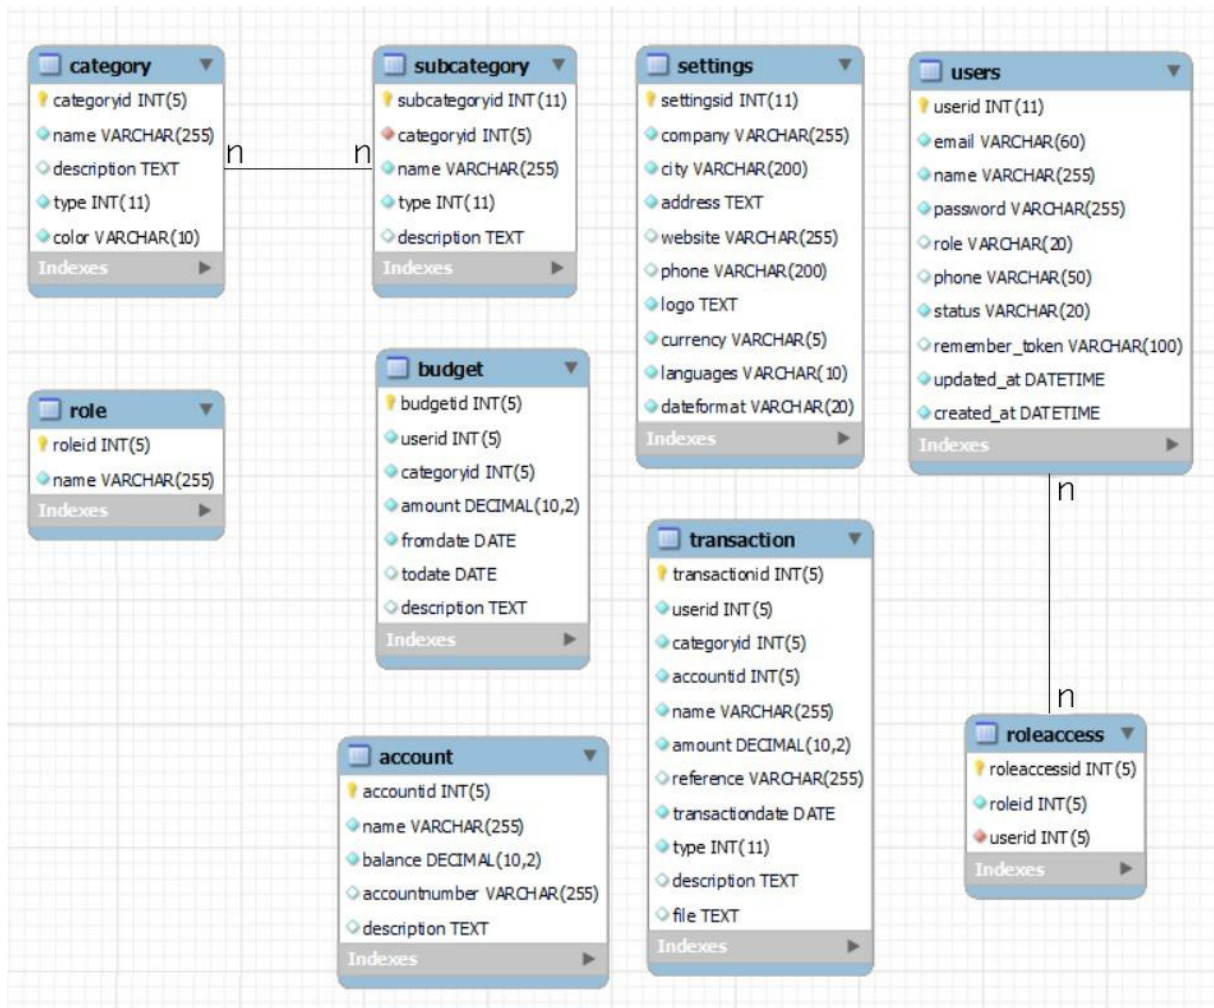 category
categoryid INT(5)
name VARCHAR(255)
description TEXT
type INT(11)
color VARCHAR(10)
Indexes
n
n
subcategory
subcategoryid INT(11)
categoryid INT(5)
name VARCHAR(255)
type INT(11)
description TEXT
Indexes
settings
settingsid INT(11)
company VARCHAR(255)
city VARCHAR(200)
address TEXT
website VARCHAR(255)
phone VARCHAR(200)
logo TEXT
currency VARCHAR(5)
languages VARCHAR(10)
dateformat VARCHAR(20)
Indexes
users
userid INT(11)
email VARCHAR(60)
name VARCHAR(255)
password VARCHAR(255)
role VARCHAR(20)
phone VARCHAR(50)
status VARCHAR(20)
remember_token VARCHAR(100)
updated_at DATETIME
created_at DATETIME
Indexes
n
n
role
roleid INT(5)
name VARCHAR(255)
Indexes
budget
budgetid INT(5)
userid INT(5)
categoryid INT(5)
amount DECIMAL(10,2)
fromdate DATE
todate DATE
description TEXT
Indexes
transaction
transactionid INT(5)
userid INT(5)
categoryid INT(5)
accountid INT(5)
name VARCHAR(255)
amount DECIMAL(10,2)
reference VARCHAR(255)
transactiondate DATE
type INT(11)
description TEXT
file TEXT
Indexes
account
accountid INT(5)
name VARCHAR(255)
balance DECIMAL(10,2)
accountnumber VARCHAR(255)
description TEXT
Indexes
roleaccess
roleaccessid INT(5)
roleid INT(5)
userid INT(5)
Indexes